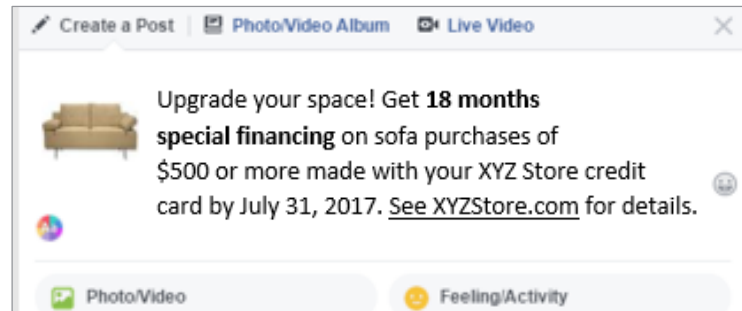 Create a Post Photo/Video Album Live Video
Upgrade your space! Get 18 months
special financing on sofa purchases of
$500 or more made with your XYZ Store credit
card by July 31, 2017. See XYZStore.com for details.
Aa
Photo/Video Feeling/Activity